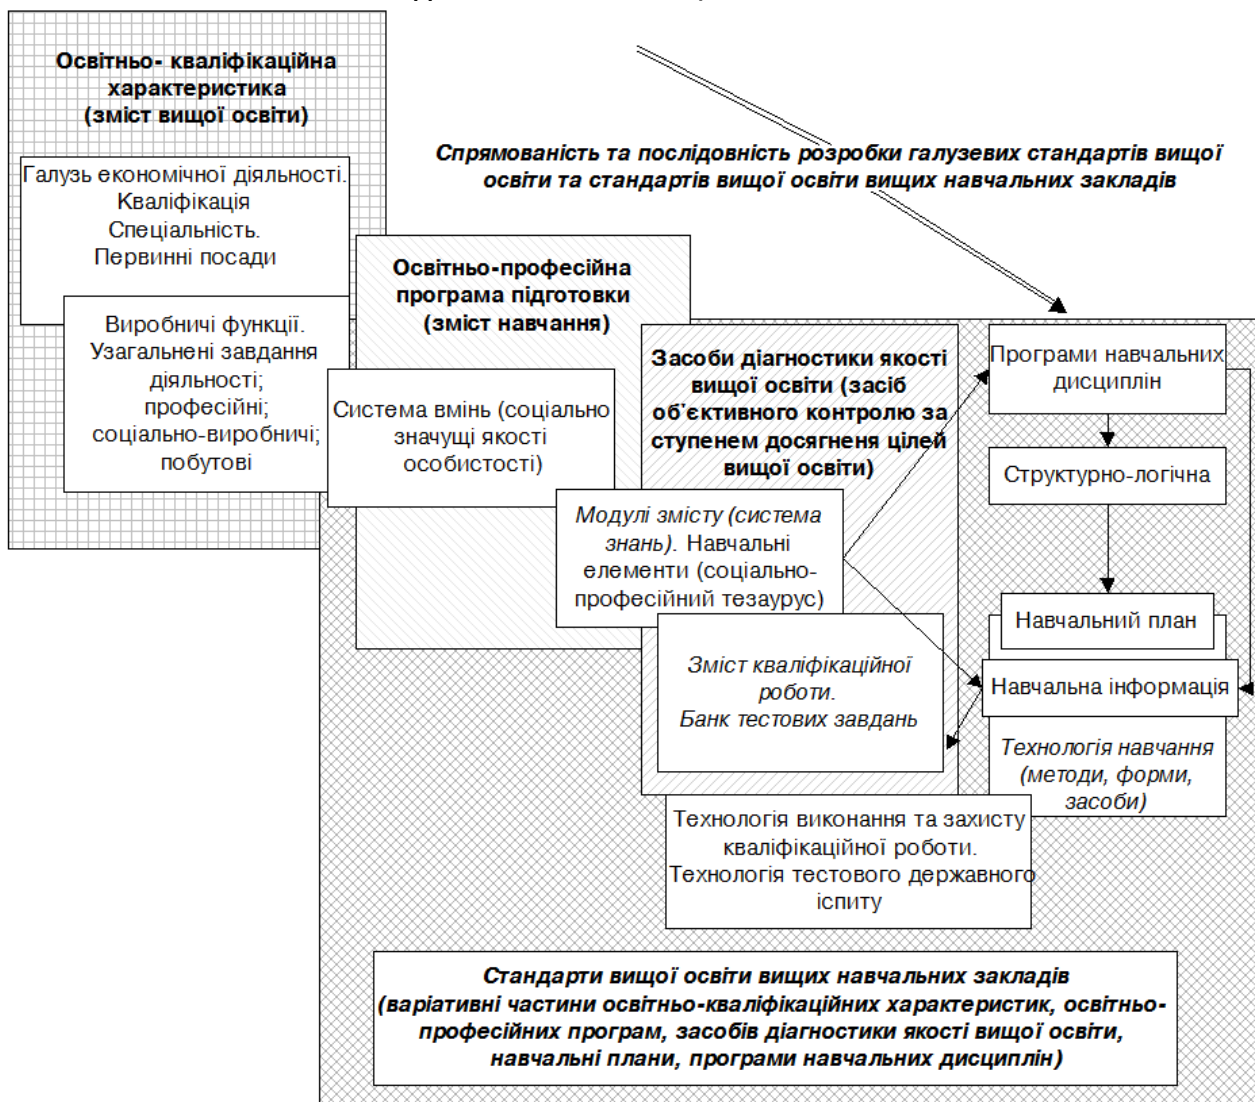 Освітньо- кваліфікаційна
характеристика
(зміст вищої освіти)
Галузь економічної діяльності.
Кваліфікація
Спеціальність.
Первинні посади
Виробничі функції.
Узагальнені завдання
діяльності;
професійні;
соціально-виробничі;
побутові
Спрямованість та послідовність розробки галузевих стандартів вищої
освіти та стандартів вищої освіти вищих навчальних закладів
Освітньо-професійна
програма підготовки
(зміст навчання)
Система вмінь (соціально
значущі якості
особистості)
Засоби діагностики якості
вищої освіти (засіб
об'єктивного контролю за
ступенем досягненя цілей
вищої освіти)
Модулі змісту (система
знань). Навчальні
елементи (соціально-
професійний тезаурус)
Зміст кваліфікаційної
роботи.
Банк тестових завдань
Технологія виконання та захисту
кваліфікаційної роботи.
Технологія тестового державного
іспиту
Програми навчальних
дисциплін
Структурно-логічна
Навчальний план
Навчальна інформація
Технологія навчання
(методи, форми,
засоби)
Стандарти вищої освіти вищих навчальних закладів
(варіативні частини освітньо-кваліфікаційних характеристик, освітньо-
професійних програм, засобів діагностики якості вищої освіти,
навчальні плани, програми навчальних дисциплін)